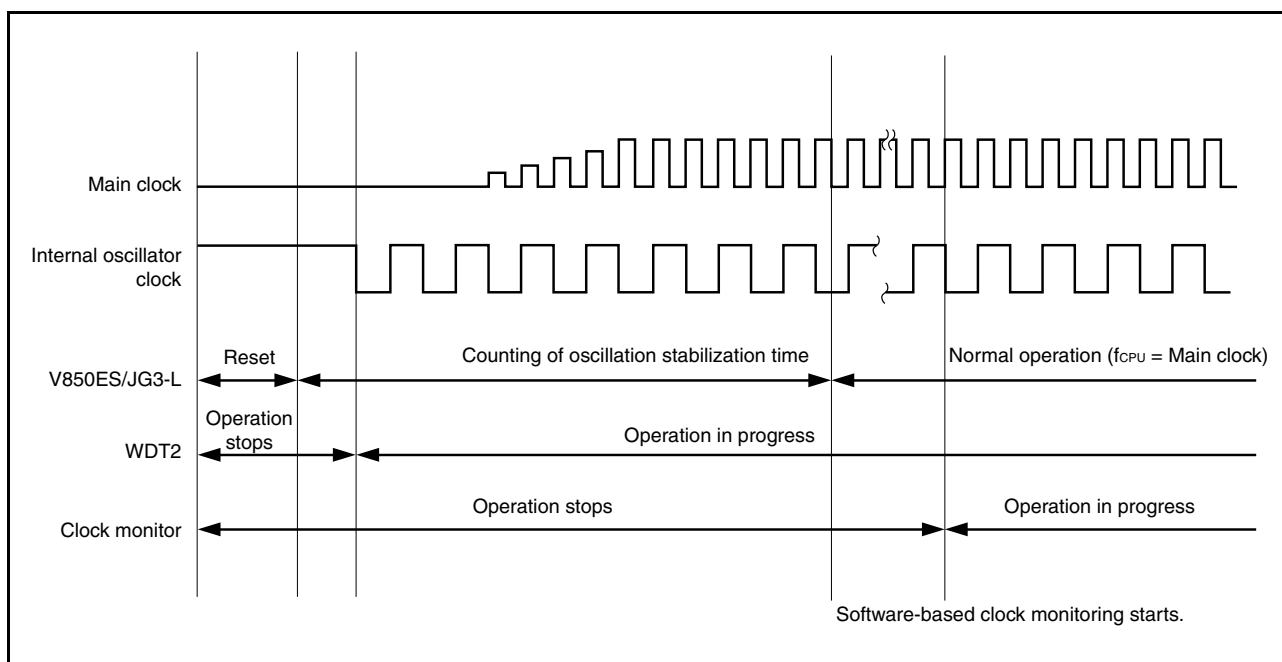 Main clock
Internal oscillator
clock
Reset
Counting of oscillation stabilization time
Normal operation (fCPU = Main clock)
V850ES/JG3-L
Operation
stops
Operation in progress
WDT2
Operation stops
Operation in progress
Clock monitor
Software-based clock monitoring starts.